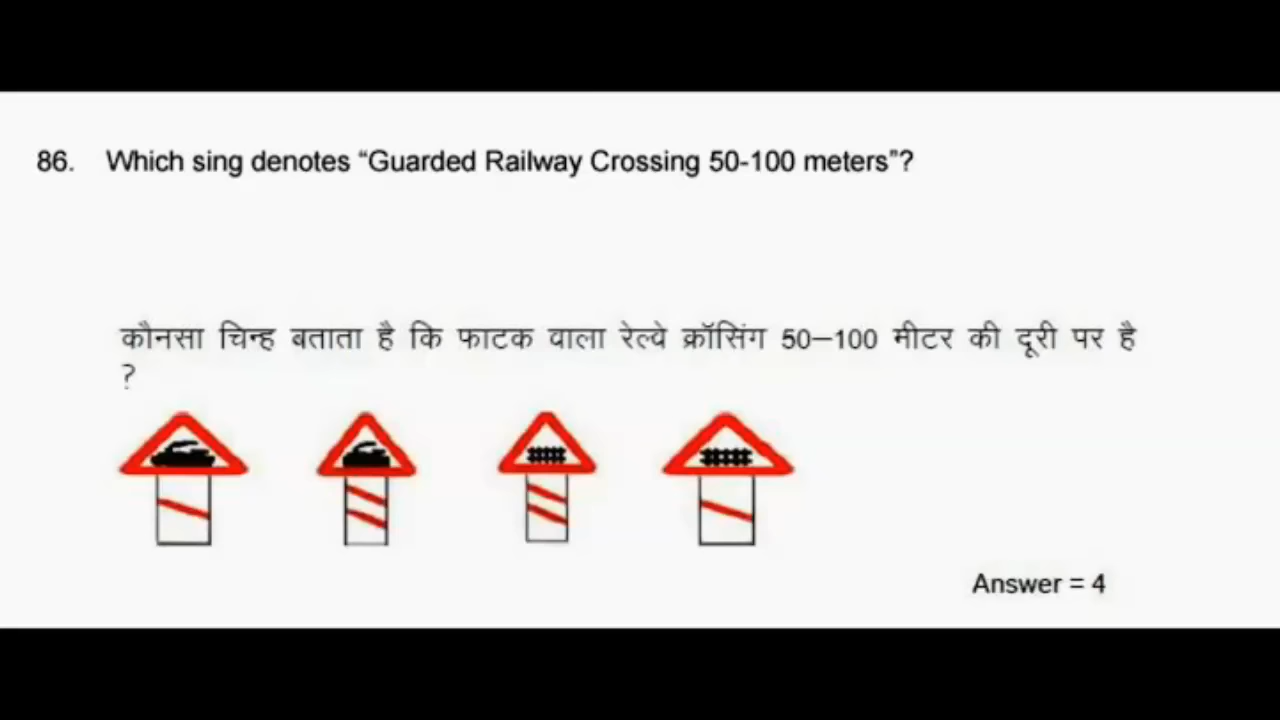 86. Which sing denotes “Guarded Railway Crossing 50-100 meters”?
कौनसा चिन्ह बताता है कि फाटक वाला रेल्वे क्रॉसिंग 50–100 मीटर की दूरी पर है
?
Answer = 4